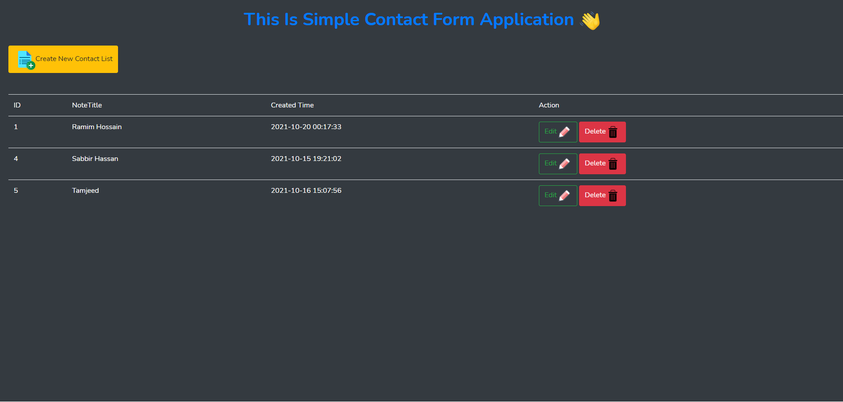 This Is Simple Contact Form Application 👋
Create New Contact List
ID NoteTitle Created Time Action
1 Ramim Hossain 2021-10-20 00:17:33 Edit Delete
4 Sabbir Hassan 2021-10-15 19:21:02 Edit Delete
5 Tamjeed 2021-10-16 15:07:56 Edit Delete